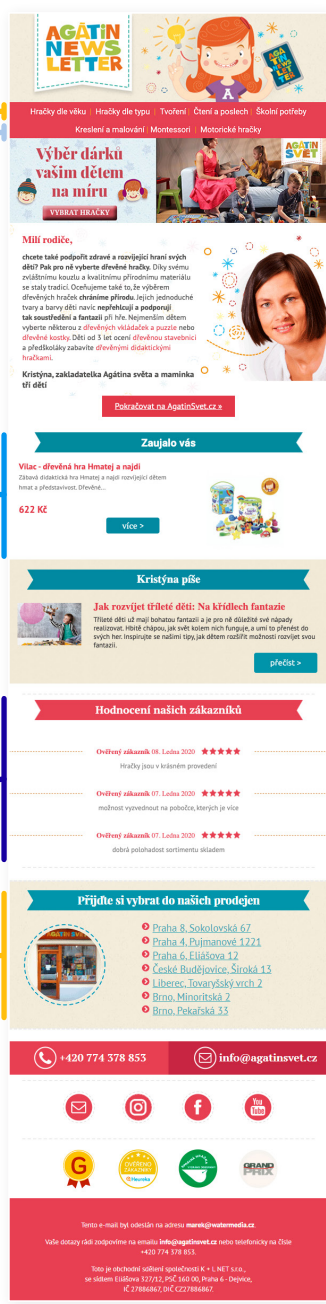 AGÁTIN
NEWS
LETTER
AGÁTIN
NEWS
LETTER
A
Hračky dle věku | Hračky dle typu | Tvoření | Čtení a poslech | Školní potřeby
Kreslení a malování | Montessori | Motorické hračky
Výběr dárků
vašim dětem
na míru
VYBRAT HRAČKY
AGÁTIN
SVĚT
Milí rodiče,
chcete také podpořit zdravé a rozvíjející hraní svých
dětí? Pak pro ně vyberte dřevěné hračky. Díky svému
zvláštnímu kouzlu a kvalitnímu přírodnímu materiálu
se staly tradicí. Oceňujeme také to, že výběrem
dřevěných hraček chráníme přírodu. Jejich jednoduché
tvary a barvy děti navíc nepřehlcují a podporují
tak soustředění a fantazii při hře. Nejmenším dětem
vyberte některou z dřevěných vkládaček a puzzle nebo
dřevěné kostky. Děti od 3 let ocení dřevěnou stavebnici
a předškoláky zabavíte dřevěnými didaktickými
hračkami.
Kristýna, zakladatelka Agátina světa a maminka
tří dětí
Pokračovat na AgatinSvet.cz »
Zaujalo vás
Vilac - dřevěná hra Hmatej a najdi
Zábavá didaktická hra Hmatej a najdi rozvíjející dětem
hmat a představivost. Dřevěné...
622 Kč
více >
Kristýna píše
Jak rozvíjet tříleté děti: Na křídlech fantazie
Tříleté děti už mají bohatou fantazii a je pro ně důležité své nápady
realizovat. Hbitě chápou, jak svět kolem nich funguje, a umí to přenést do
svých her. Inspirujte se našimi tipy, jak dětem rozšířit možnosti rozvíjet svou
fantazii.
přečíst >
Hodnocení našich zákazníků
Ověřený zákazník 08. Ledna 2020 ★★★★★
Hračky jsou v krásném provedení
Ověřený zákazník 07. Ledna 2020 ★★★★★
možnost vyzvednout na pobočce, kterých je více
Ověřený zákazník 07. Ledna 2020 ★★★★★
dobrá polohadost sortimentu skladem
Přijďte si vybrat do našich prodejen
AGÁTIN SVĚT
Praha 8, Sokolovská 67
Praha 4, Pujmanové 1221
Praha 6, Eliášova 12
České Budějovice, Široká 13
Liberec, Tovaryšský vrch 2
Brno, Minoritská 2
Brno, Pekařská 33
+420 774 378 853
info@agatinsvet.cz
You
Tube
G
OVĚŘENO
ZÁKAZNÍKY
Heureka
GRAND
PRIX
Tento e-mail byl odeslán na adresu marek@watermedia.cz.
Vaše dotazy rádi zodpovíme na emailu info@agatinsvet.cz nebo telefonicky na čísle
+420 774 378 853.
Toto je obchodní sdělení společnosti K + L NET s.r.o.,
se sídlem Eliášova 327/12, PSČ 160 00, Praha 6 - Dejvice,
IČ 27886867, DIČ CZ27886867.